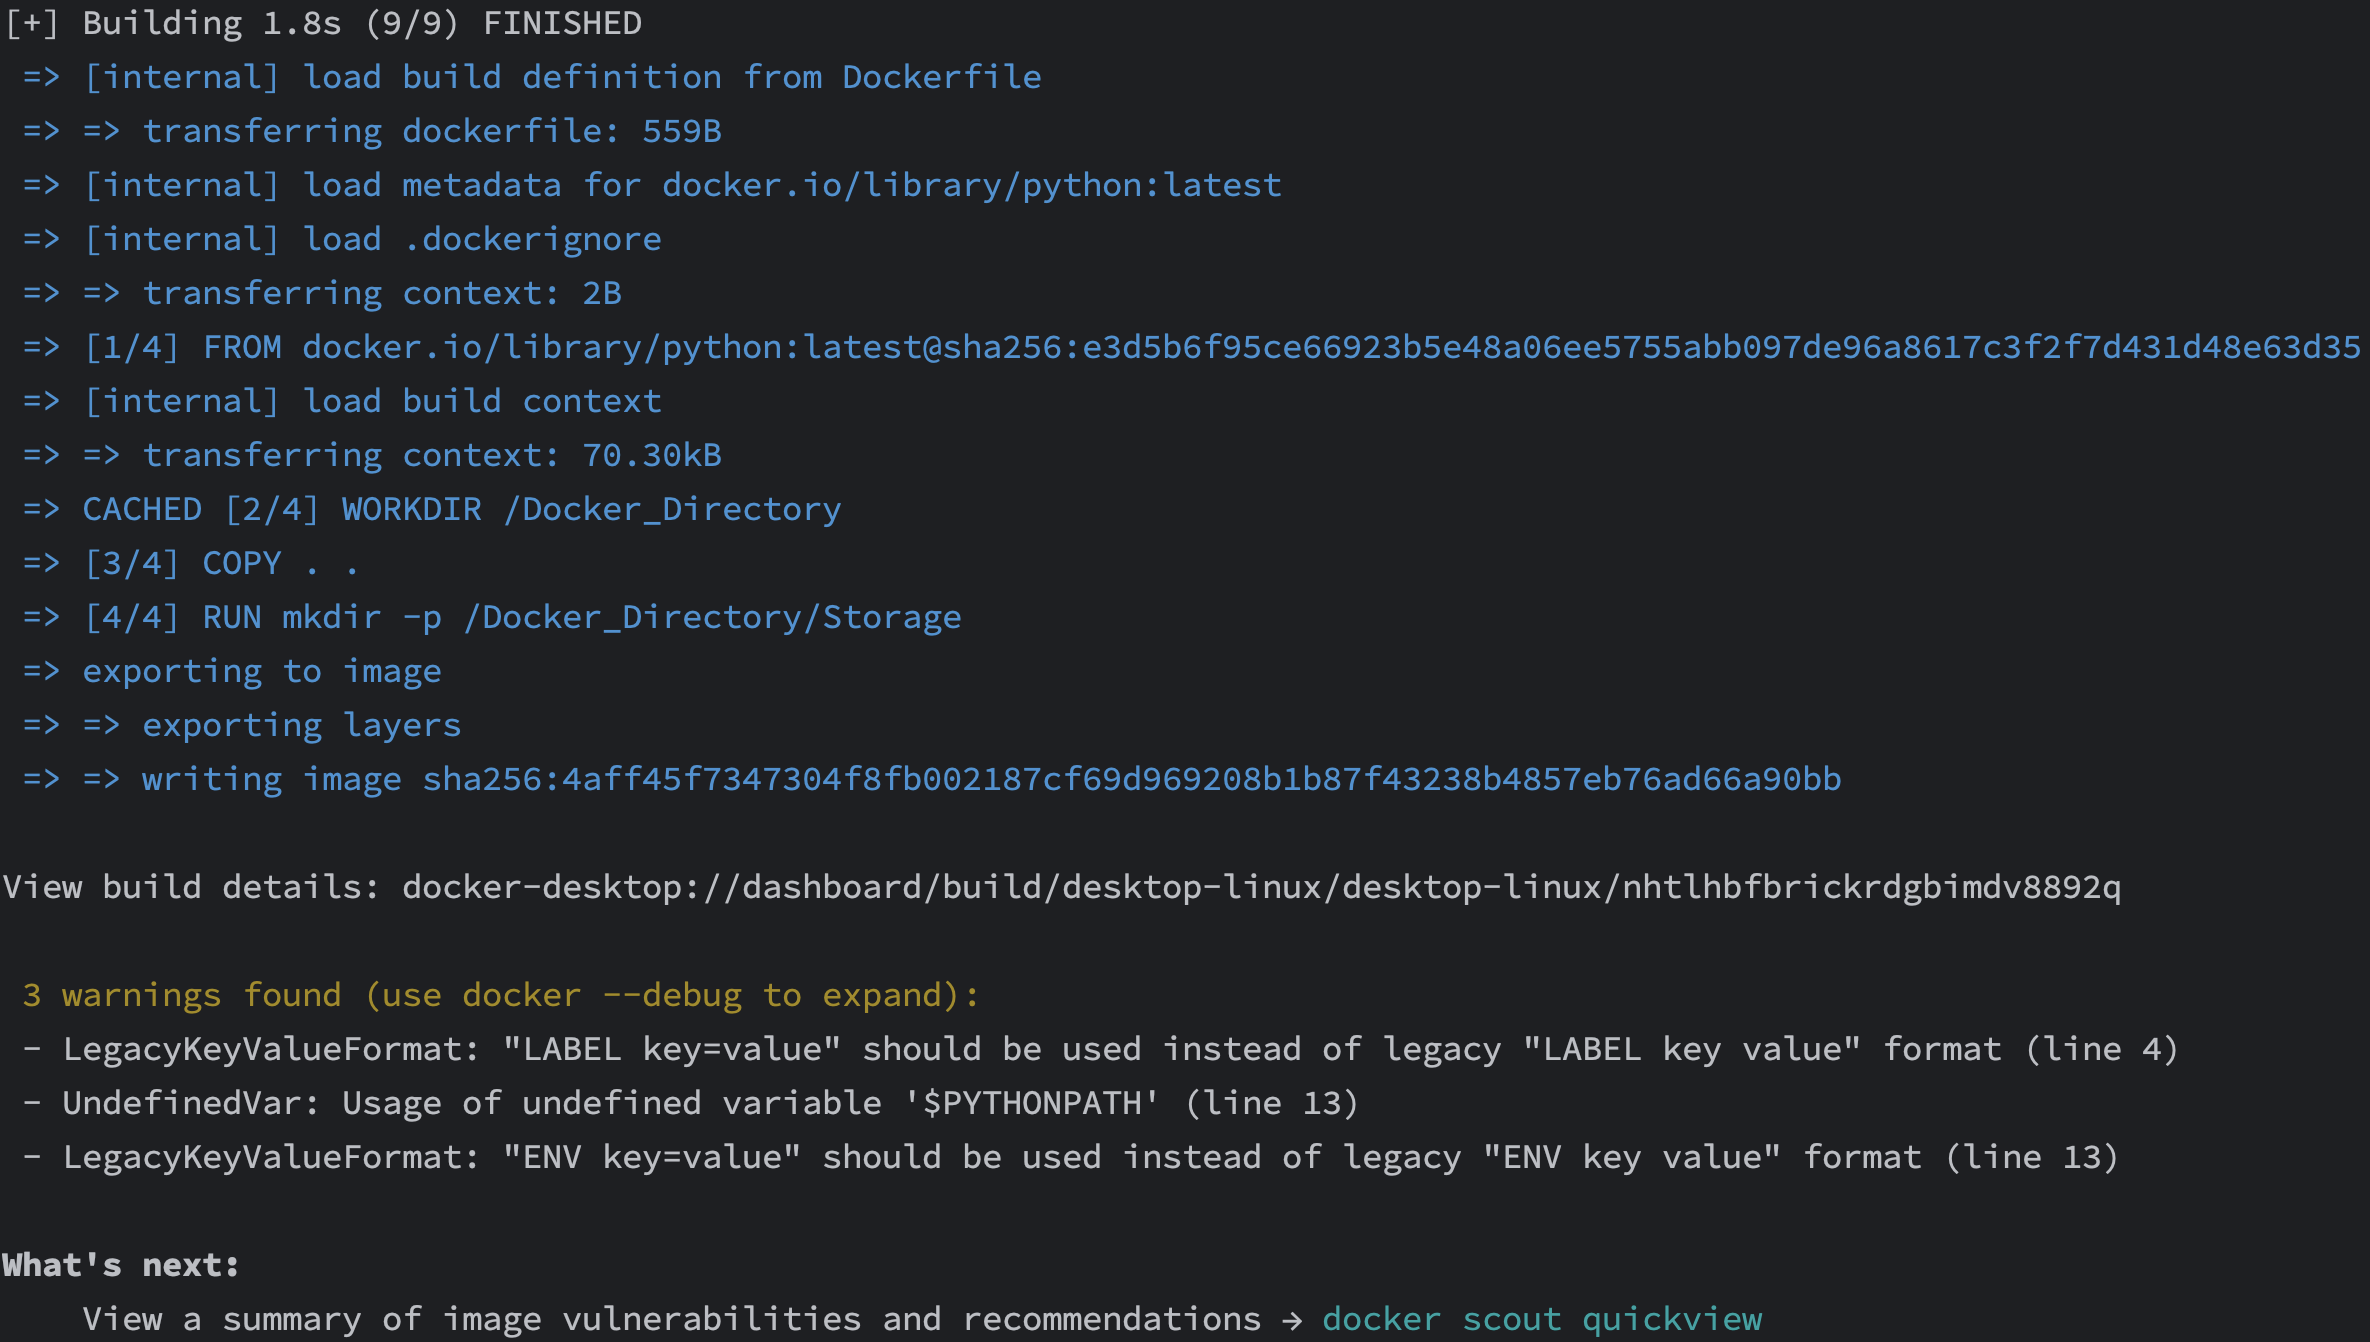 [+] Building 1.8s (9/9) FINISHED
=> [internal] load build definition from Dockerfile
=> => transferring dockerfile: 559B
=> [internal] load metadata for docker.io/library/python:latest
=> [internal] load .dockerignore
=> => transferring context: 2B
=> [1/4] FROM docker.io/library/python:latest@sha256:e3d5b6f95ce66923b5e48a06ee5755abb097de96a8617c3f2f7d431d48e63d35
=> [internal] load build context
=> => transferring context: 70.30kB
=> CACHED [2/4] WORKDIR /Docker_Directory
=> [3/4] COPY . .
=> [4/4] RUN mkdir -p /Docker_Directory/Storage
=> exporting to image
=> => exporting layers
=> => writing image sha256:4aff45f7347304f8fb002187cf69d969208b1b87f43238b4857eb76ad66a90bb
View build details: docker-desktop://dashboard/build/desktop-linux/desktop-linux/nhtlhbfbrickrdgbimdv8892q
3 warnings found (use docker --debug to expand):
- LegacyKeyValueFormat: "LABEL key=value" should be used instead of legacy "LABEL key value" format (line 4)
- UndefinedVar: Usage of undefined variable '$PYTHONPATH' (line 13)
- LegacyKeyValueFormat: "ENV key=value" should be used instead of legacy "ENV key value" format (line 13)
What's next:
View a summary of image vulnerabilities and recommendations → docker scout quickview